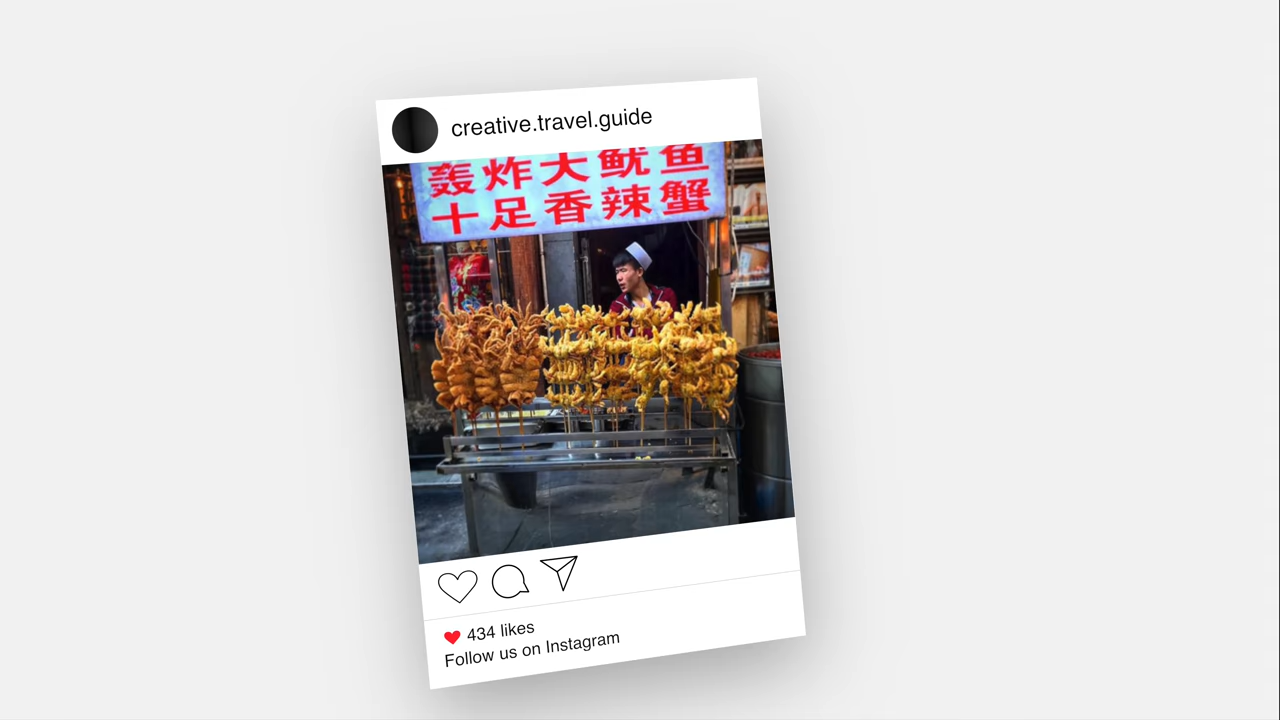 creative.travel.guide
轰炸大鱿鱼
十足香辣蟹
434 likes
Follow us on Instagram